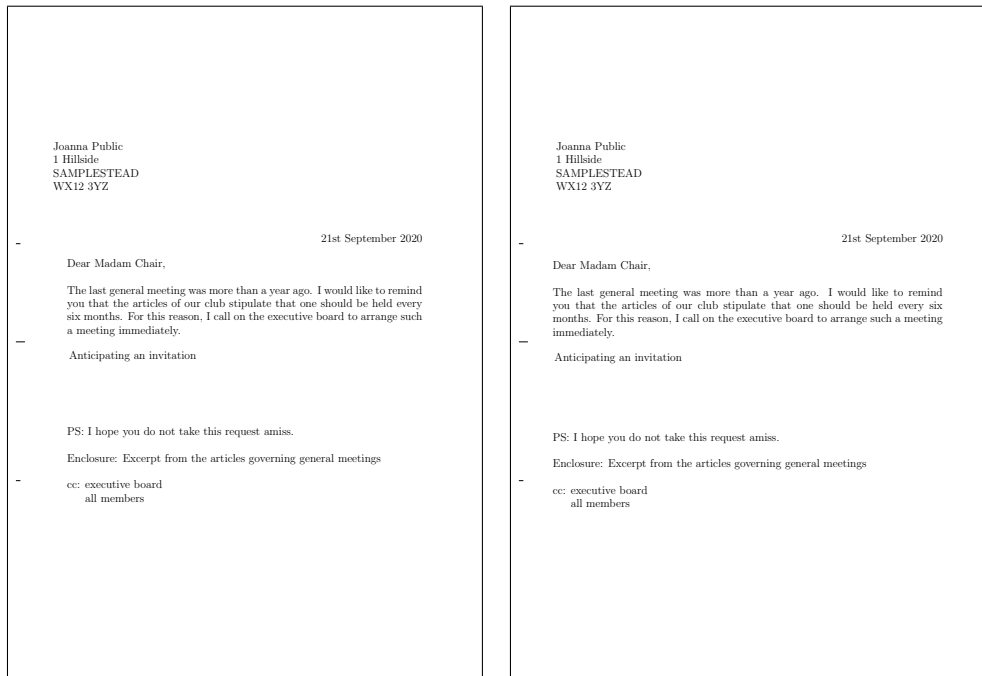 Joanna Public
1 Hillside
SAMPLESTEAD
WX12 3YZ
21st September 2020
Dear Madam Chair,
The last general meeting was more than a year ago. I would like to remind
you that the articles of our club stipulate that one should be held every
six months. For this reason, I call on the executive board to arrange such
a meeting immediately.
Anticipating an invitation
PS: I hope you do not take this request amiss.
Enclosure: Excerpt from the articles governing general meetings
cc: executive board
all members
Joanna Public
1 Hillside
SAMPLESTEAD
WX12 3YZ
21st September 2020
Dear Madam Chair,
The last general meeting was more than a year ago. I would like to remind
you that the articles of our club stipulate that one should be held every six
months. For this reason, I call on the executive board to arrange such a meeting
immediately.
Anticipating an invitation
PS: I hope you do not take this request amiss.
Enclosure: Excerpt from the articles governing general meetings
cc: executive board
all members